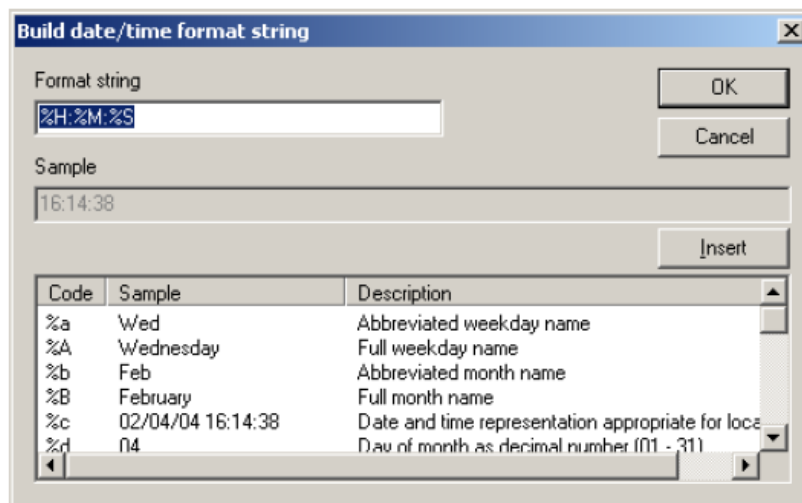 Build date/time format string
Format string
OK
%H:%M:%S
Cancel
Sample
16:14:38
Insert
Code Sample Description
%a Wed Abbreviated weekday name
%A Wednesday Full weekday name
%b Feb Abbreviated month name
%B February Full month name
%c 02/04/04 16:14:38 Date and time representation appropriate for loca
%d 04 Day of month as decimal number (01 - 31)